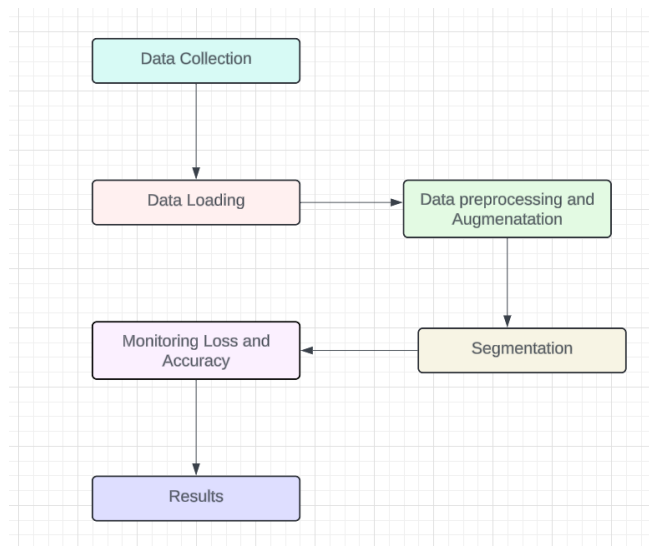 Data Collection
Data Loading
Data preprocessing and
Augmenatation
Segmentation
Monitoring Loss and
Accuracy
Results